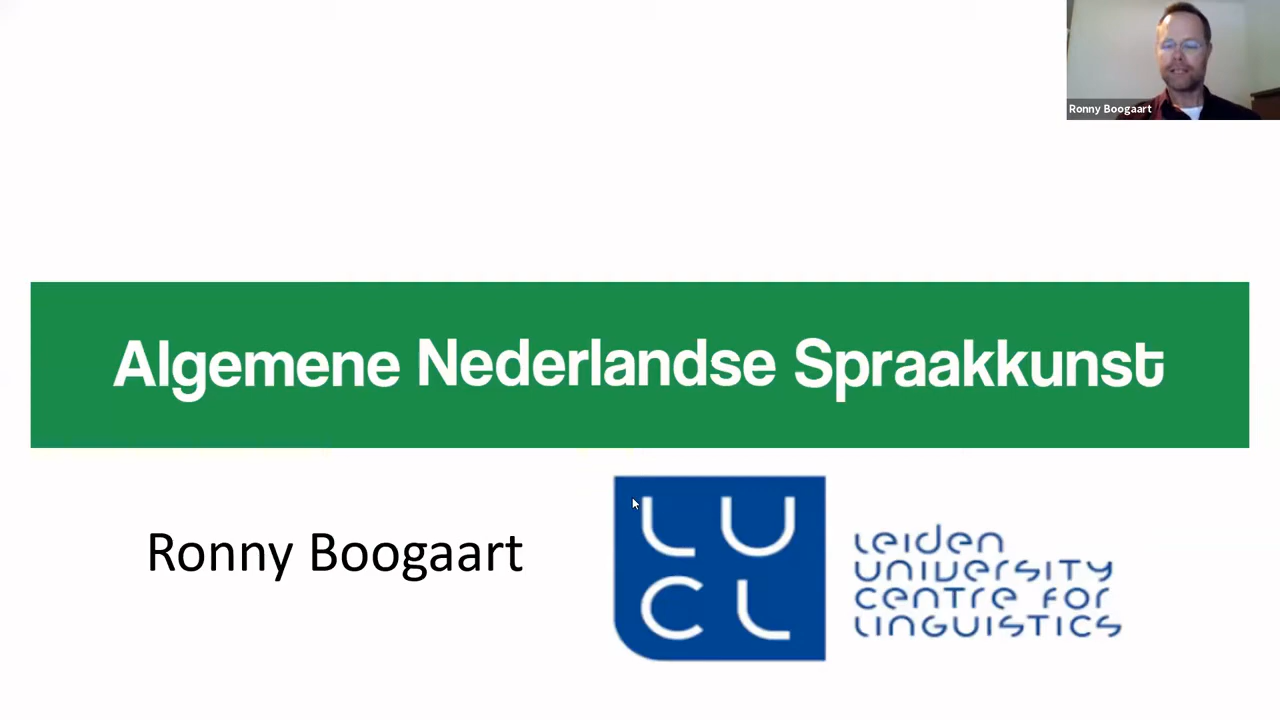 Ronny Boogaart
Algemene Nederlandse Spraakkunst
Ronny Boogaart
LU
CL
Leiden
University
Centre for
Linguistics